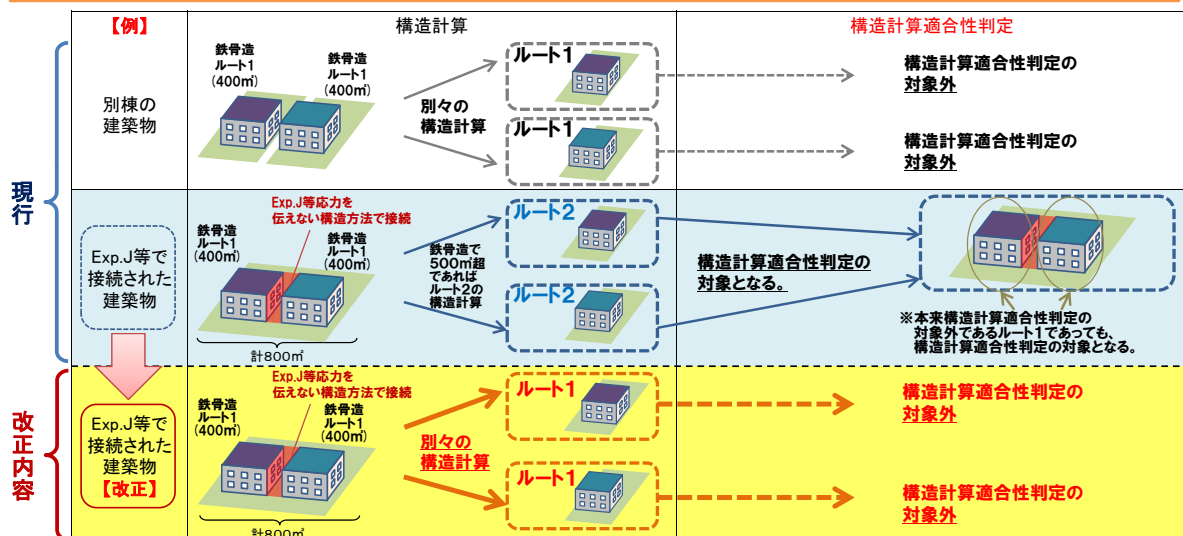 【例】
構造計算
構造計算適合性判定
現行
別棟の
建築物
鉄骨造
ルート1
(400㎡)
鉄骨造
ルート1
(400㎡)
別々の
構造計算
ルート1
ルート1
構造計算適合性判定の
対象外
構造計算適合性判定の
対象外
Exp.J等で
接続された
建築物
Exp.J等応力を
伝えない構造方法で接続
鉄骨造
ルート1
(400㎡)
鉄骨造
ルート1
(400㎡)
計800㎡
鉄骨造で
500㎡超
であれば
ルート2の
構造計算
ルート2
ルート2
構造計算適合性判定の
対象となる。
※本来構造計算適合性判定の
対象外であるルート1であっても、
構造計算適合性判定の対象となる。
改正内容
Exp.J等で
接続された
建築物
【改正】
Exp.J等応力を
伝えない構造方法で接続
鉄骨造
ルート1
(400㎡)
鉄骨造
ルート1
(400㎡)
計800㎡
別々の
構造計算
ルート1
ルート1
構造計算適合性判定の
対象外
構造計算適合性判定の
対象外